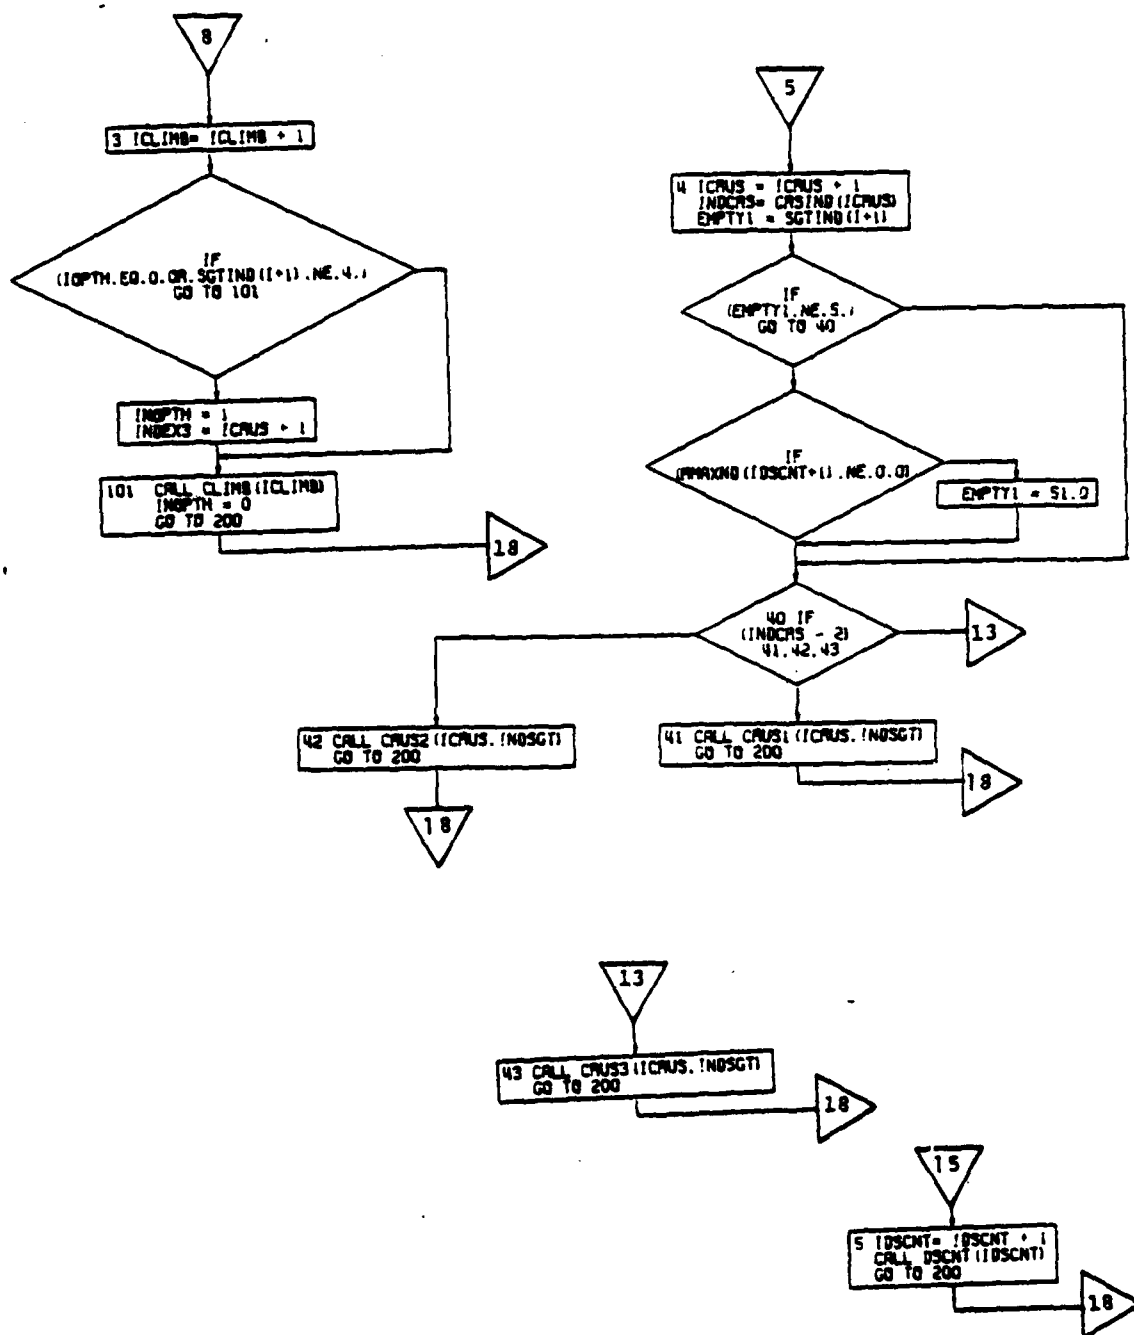 8
3 ICLIMB= ICLIMB + 1
IF
(IOPTH.EQ.0.OR.SGTIND(I+1).NE.4.)
GO TO 101
INOPTH = 1
INDEX3 = ICRUS + 1
101 CALL CLIMB(ICLIMB)
INOPTH = 0
GO TO 200
18
5
4 ICRUS = ICRUS + 1
INDCRS= CRSIND(ICRUS)
EMPTY1 = SGTIND(I+1)
IF
(EMPTY1.NE.5.)
GO TO 40
IF
(AMAXND(IDSCNT+1).NE.0.0)
EMPTY1 = 51.0
40 IF
(INDCRS - 2)
41,42,43
13
42 CALL CRUS2(ICRUS,INDSGT)
GO TO 200
18
41 CALL CRUS1(ICRUS,INDSGT)
GO TO 200
18
13
43 CALL CRUS3(ICRUS,INDSGT)
GO TO 200
18
15
5 IDSCNT= IDSCNT + 1
CALL DSCNT(IDSCNT)
GO TO 200
18